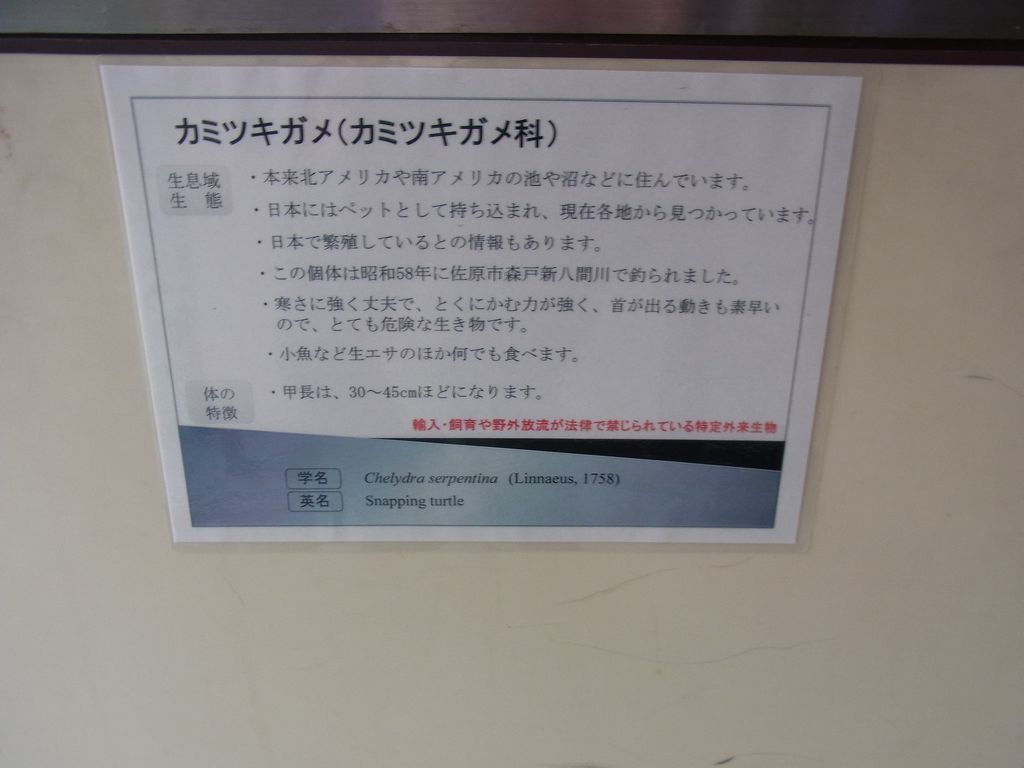 カミツキガメ(カミツキガメ科)
生息域
生 態
・本来北アメリカや南アメリカの池や沼などに住んでいます。
・日本にはペットとして持ち込まれ、現在各地から見つかっています。
・日本で繁殖しているとの情報もあります。
・この個体は昭和58年に佐原市森戸新八間川で釣られました。
・寒さに強く丈夫で、とくにかむ力が強く、首が出る動きも素早い
ので、とても危険な生き物です。
・小魚など生エサのほか何でも食べます。
体の
特徴
・甲長は、30～45cmほどになります。
輸入・飼育や野外放流が法律で禁じられている特定外来生物
学名 Chelydra serpentina (Linnaeus, 1758)
英名 Snapping turtle